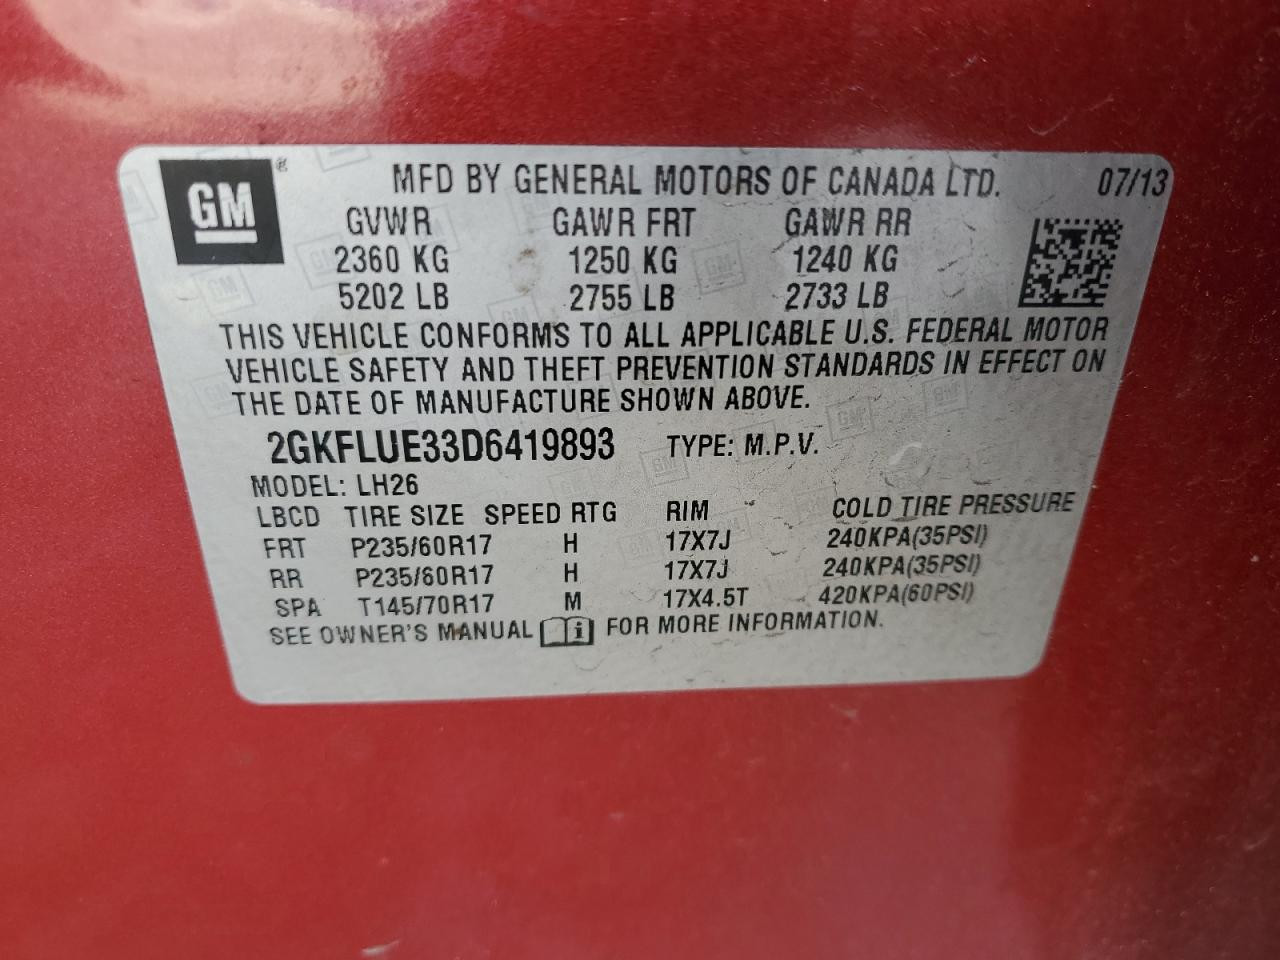 GM ® MFD BY GENERAL MOTORS OF CANADA LTD. 07/13
GVWR GAWR FRT GAWR RR
2360 KG 1250 KG 1240 KG
5202 LB 2755 LB 2733 LB
THIS VEHICLE CONFORMS TO ALL APPLICABLE U.S. FEDERAL MOTOR
VEHICLE SAFETY AND THEFT PREVENTION STANDARDS IN EFFECT ON
THE DATE OF MANUFACTURE SHOWN ABOVE.
2GKFLUE33D6419893 TYPE: M.P.V.
MODEL: LH26
LBCD TIRE SIZE SPEED RTG RIM COLD TIRE PRESSURE
FRT P235/60R17 H 17X7J 240KPA(35PSI)
RR P235/60R17 H 17X7J 240KPA(35PSI)
SPA T145/70R17 M 17X4.5T 420KPA(60PSI)
SEE OWNER'S MANUAL i FOR MORE INFORMATION.